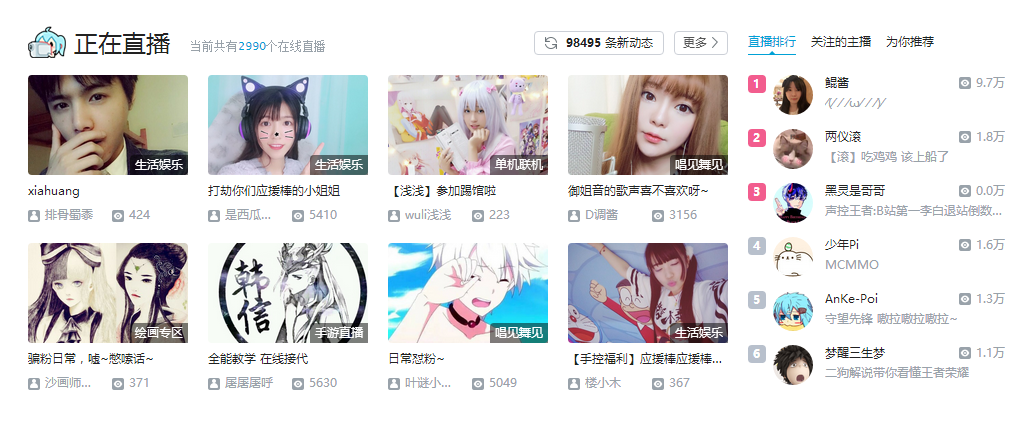 正在直播 当前共有2990个在线直播 98495 条新动态 更多
生活娱乐 生活娱乐 单机联机 唱见舞见
xiahuang 打劫你们应援棒的小姐姐 【浅浅】参加踢馆啦 御姐音的歌声喜不喜欢呀~
排骨蜀黍 424 是西瓜... 5410 wuli浅浅 223 D调酱 3156
韩信
绘画专区 手游直播 唱见舞见 生活娱乐
骗粉日常，嘘~憋嗦话~ 全能教学 在线接代 日常怼粉~ 【手控福利】应援棒应援棒...
沙画师... 371 屠屠屠呼 5630 叶谜小... 5049 楼小木 367
直播排行 关注的主播 为你推荐
1 鲲酱 9.7万
⁄(⁄ ⁄ ⁄ω⁄ ⁄ ⁄)⁄
2 两仪滚 1.8万
【滚】吃鸡鸡 该上船了
3 黑灵是哥哥 0.0万
声控王者:B站第一李白退站倒数...
4 少年Pi 1.6万
MCMMO
5 AnKe-Poi 1.3万
守望先锋 嗷拉嗷拉嗷拉~
6 梦醒三生梦 1.1万
二狗解说带你看懂王者荣耀